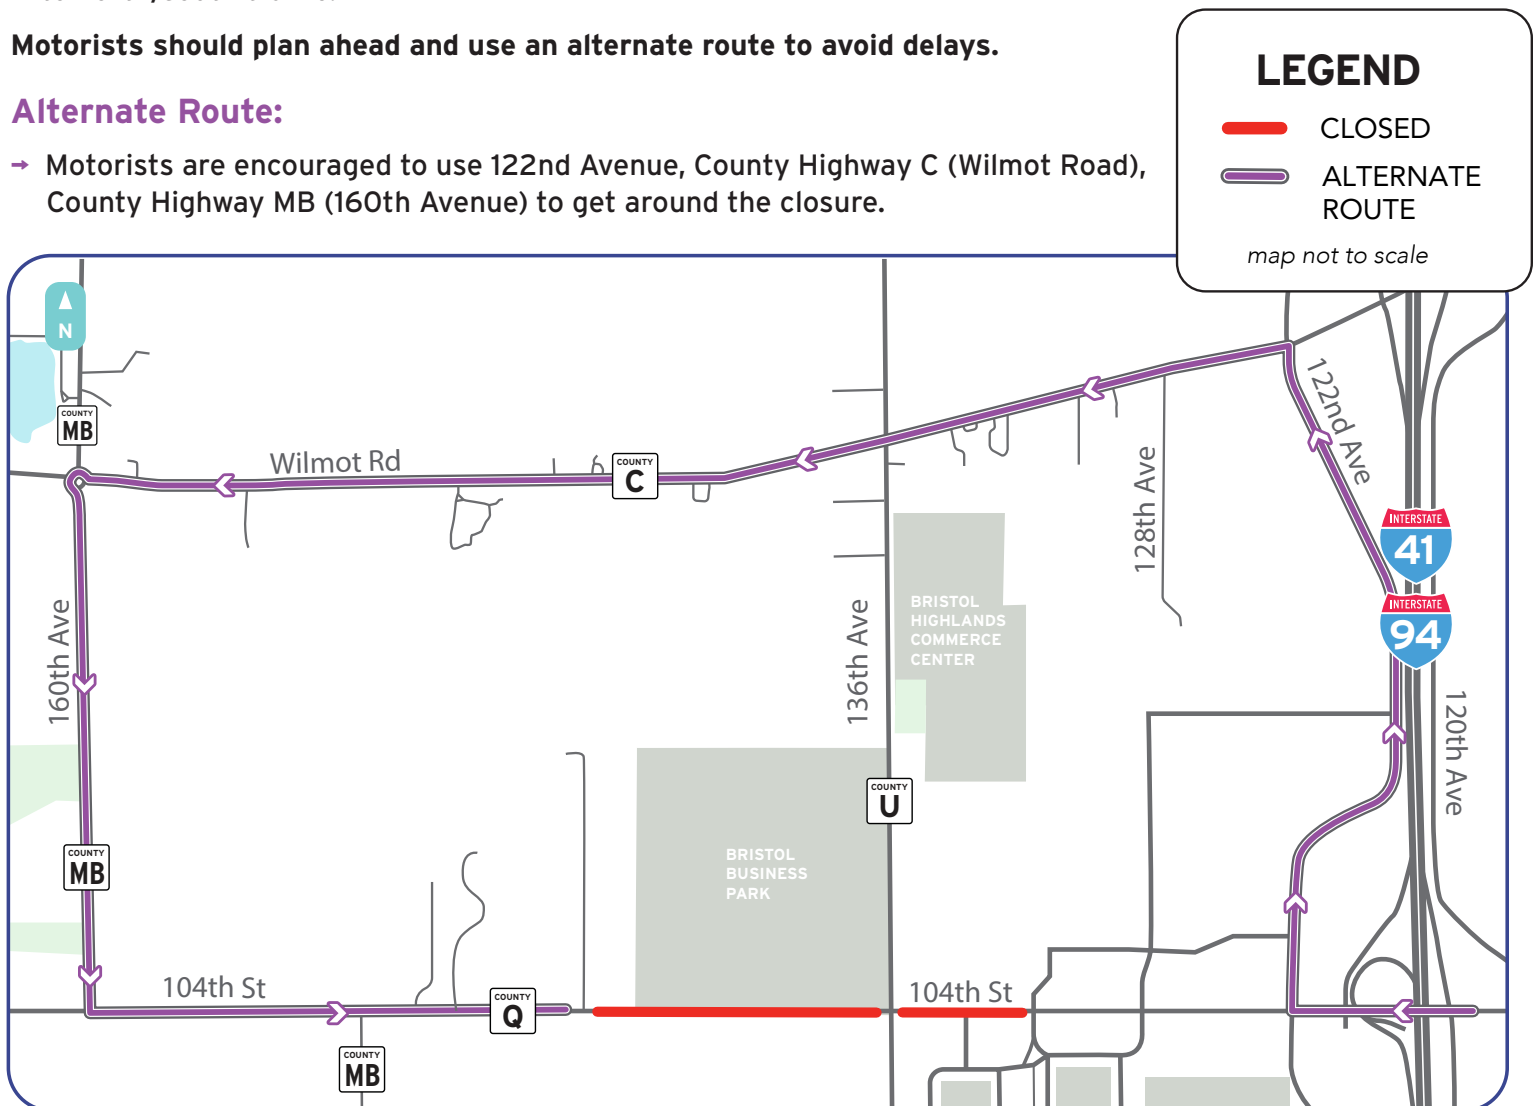 Motorists should plan ahead and use an alternate route to avoid delays.
Alternate Route:
→ Motorists are encouraged to use 122nd Avenue, County Highway C (Wilmot Road),
County Highway MB (160th Avenue) to get around the closure.
LEGEND
CLOSED
ALTERNATE
ROUTE
map not to scale
N
COUNTY
MB
Wilmot Rd
COUNTY
C
122nd Ave
128th Ave
INTERSTATE
41
INTERSTATE
94
160th Ave
136th Ave
BRISTOL
HIGHLANDS
COMMERCE
CENTER
120th Ave
COUNTY
U
COUNTY
MB
BRISTOL
BUSINESS
PARK
104th St
COUNTY
Q
104th St
COUNTY
MB